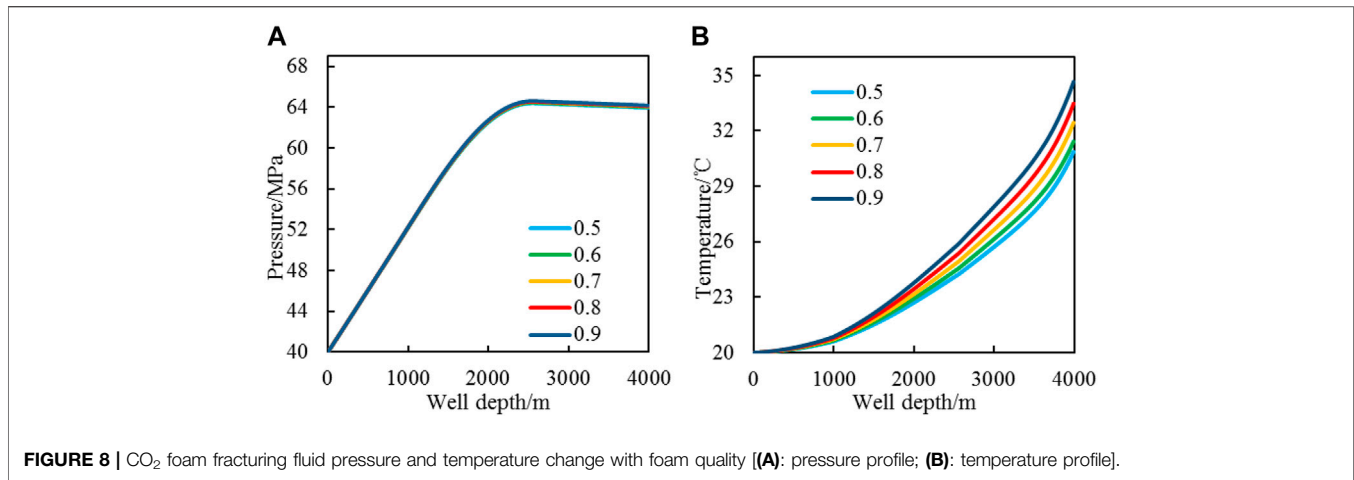 A
Pressure/MPa
68
64
60
56
52
48
44
40
0.5
0.6
0.7
0.8
0.9
0 1000 2000 3000 4000
Well depth/m
B
Temperature/℃
35
32
29
26
23
20
0.5
0.6
0.7
0.8
0.9
0 1000 2000 3000 4000
Well depth/m
FIGURE 8 | CO₂ foam fracturing fluid pressure and temperature change with foam quality [(A): pressure profile; (B): temperature profile].